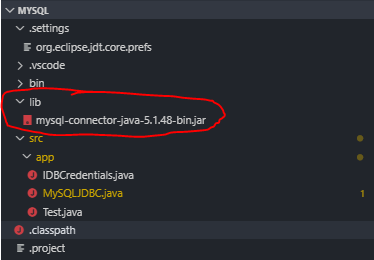 MYSQL
.settings
org.eclipse.jdt.core.prefs
.vscode
bin
lib
mysql-connector-java-5.1.48-bin.jar
src
app
IDBCredentials.java
MySQLJDBC.java 1
Test.java
.classpath
.project